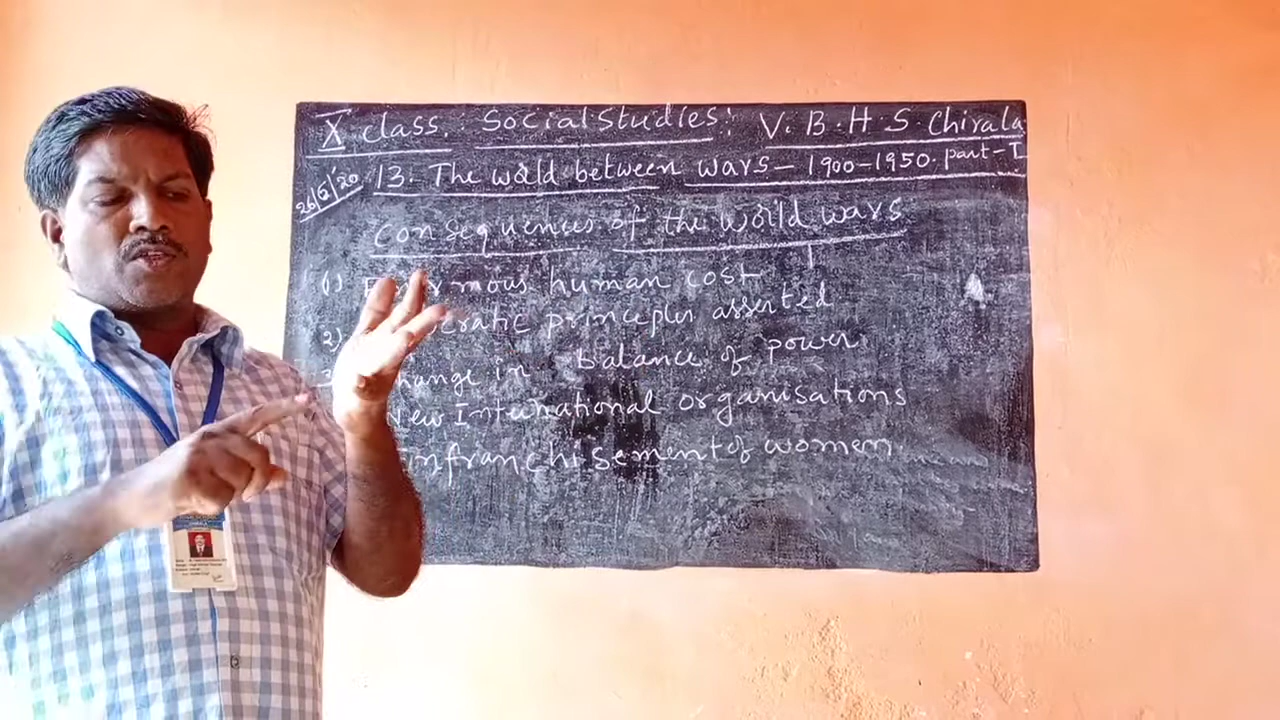 X class. : Social Studies: V. B. H. S. Chirala
26/6/'20 13. The world between wars — 1900-1950. part-I
Consequences of the world wars
(1) Enormous human cost
2) principles asserted
change in balance of power
New International organisations
Enfranchisement of women.
CHIRALA